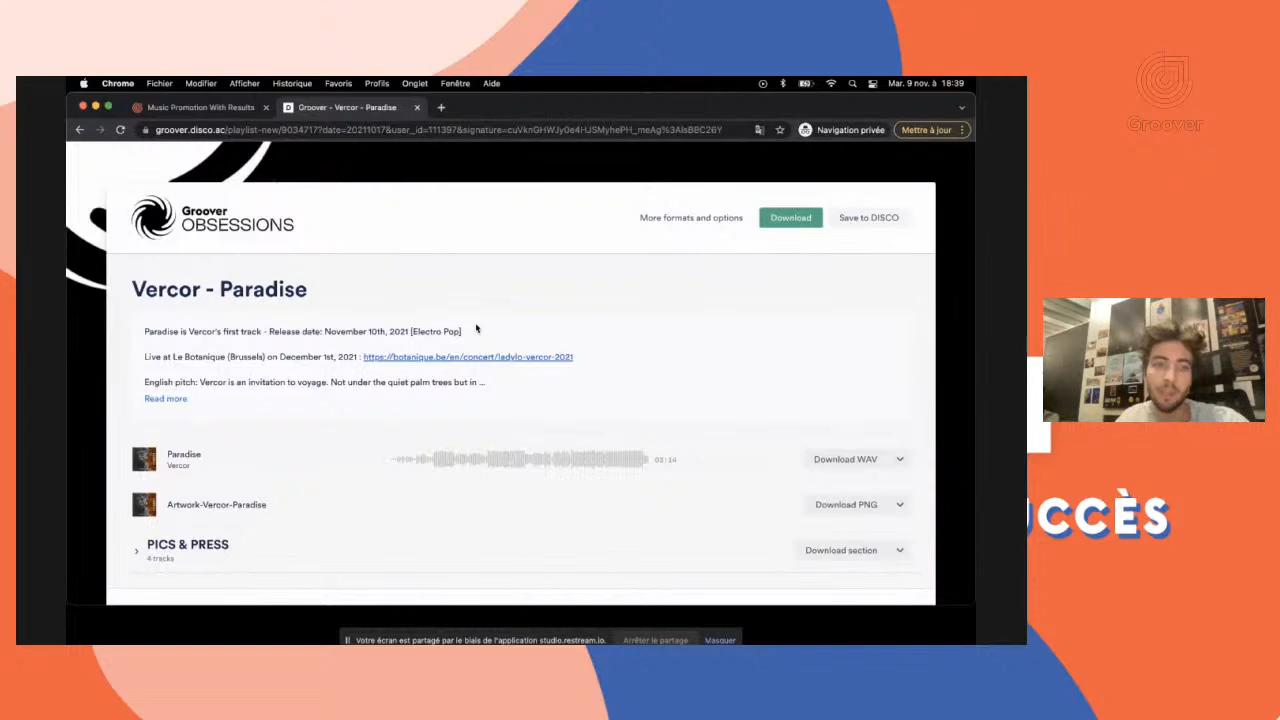 Chrome Fichier Modifier Afficher Historique Favoris Profils Onglet Fenêtre Aide
Mar. 9 nov. à 18:39
Music Promotion With Results
Groover - Vercor - Paradise
Navigation privée
Mettre à jour
Groover
Groover
OBSESSIONS
More formats and options
Download
Save to DISCO
Vercor - Paradise
Paradise is Vercor's first track - Release date: November 10th, 2021 [Electro Pop]
Live at Le Botanique (Brussels) on December 1st, 2021 : https://botanique.be/en/concert/ladylo-vercor-2021
English pitch: Vercor is an invitation to voyage. Not under the quiet palm trees but in ...
Read more
Paradise
Vercor
03:14
Download WAV
Artwork-Vercor-Paradise
Download PNG
UCCÈS
PICS & PRESS
4 tracks
Download section
Votre écran est partagé par le biais de l'application studio.restream.io.
Arrêter le partage
Masquer